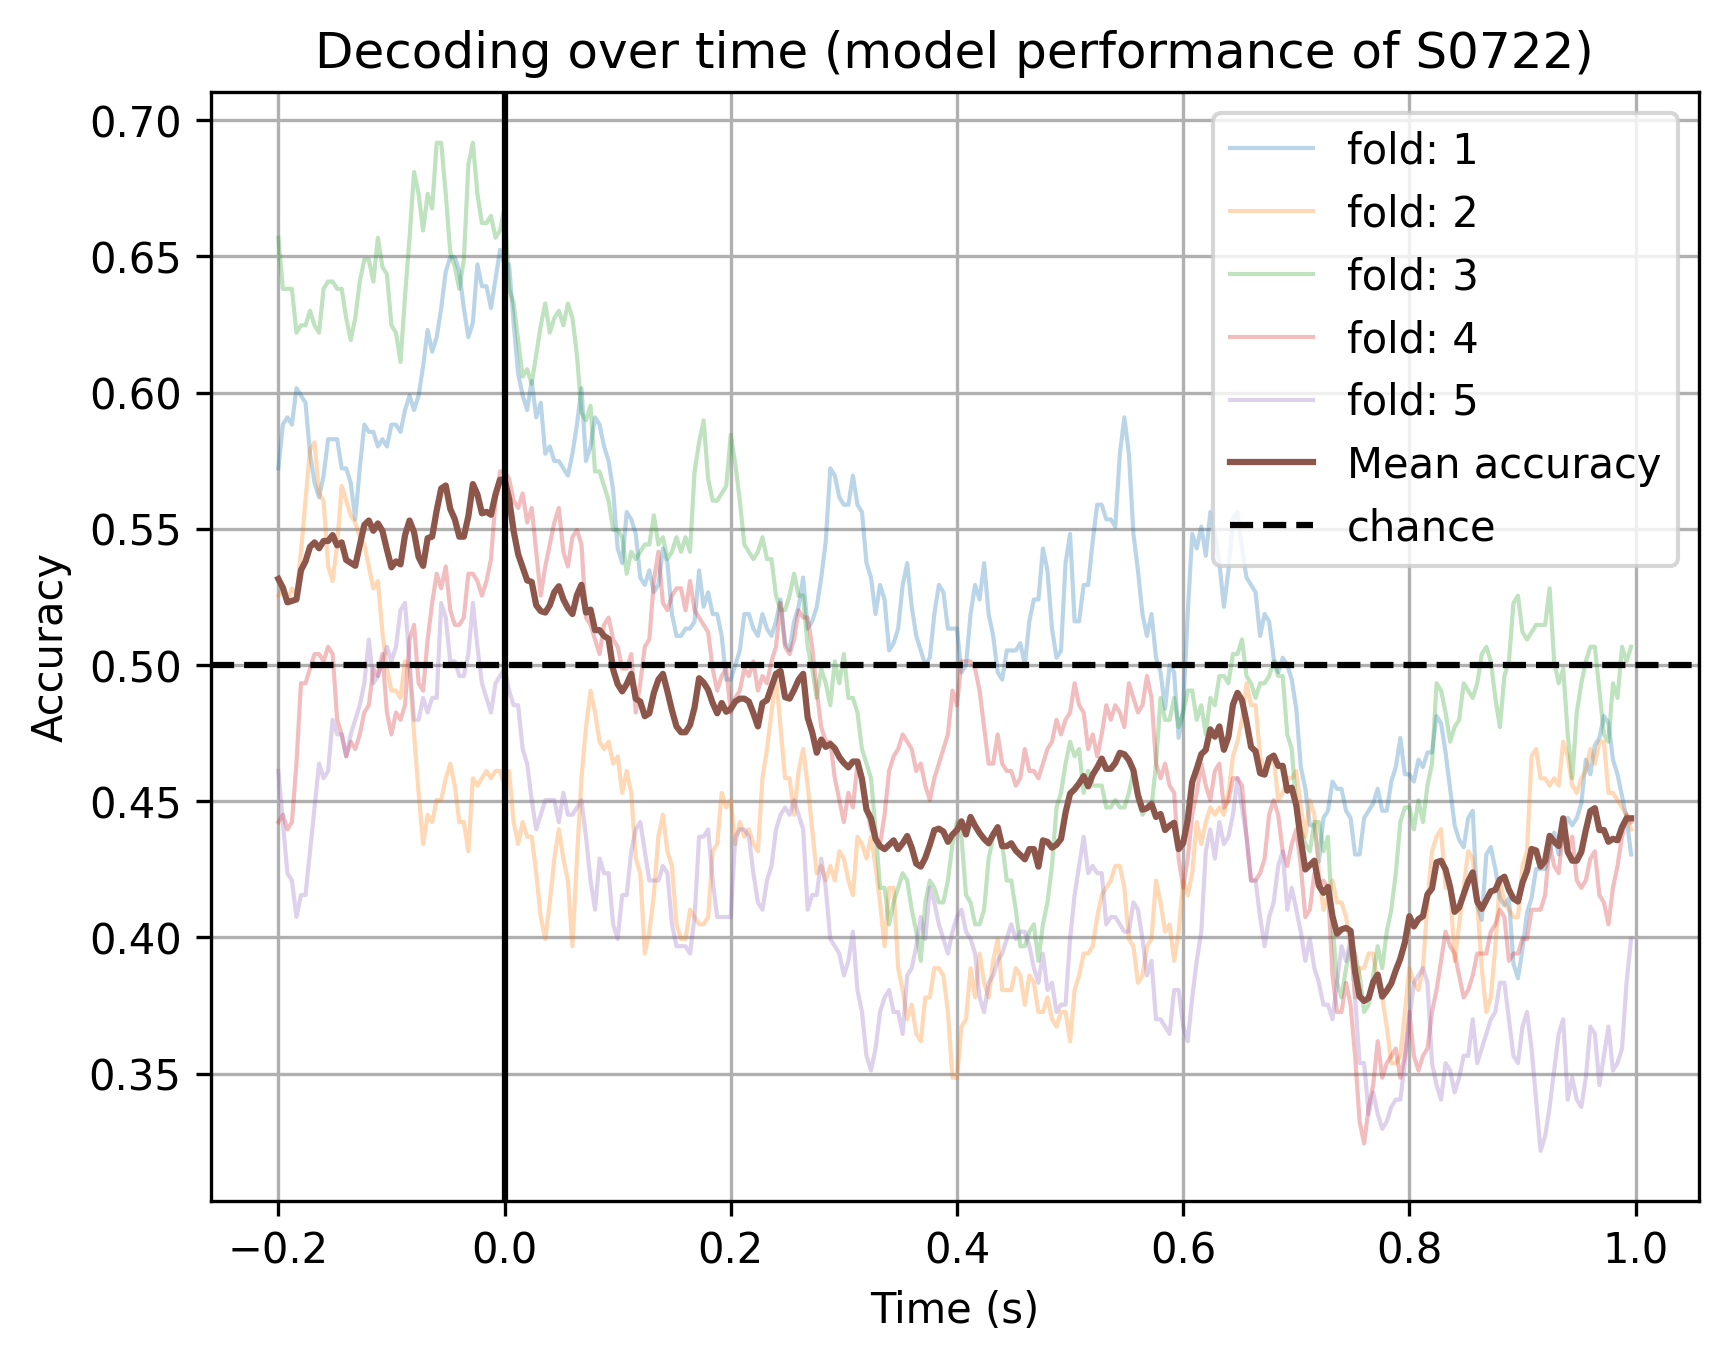 Decoding over time (model performance of S0722)
0.70
0.65
0.60
0.55
0.50
0.45
0.40
0.35
Accuracy
fold: 1
fold: 2
fold: 3
fold: 4
fold: 5
Mean accuracy
chance
−0.2 0.0 0.2 0.4 0.6 0.8 1.0
Time (s)